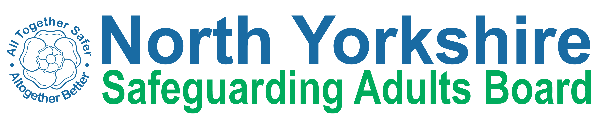 All Together Safer
Altogether Better
North Yorkshire
Safeguarding Adults Board